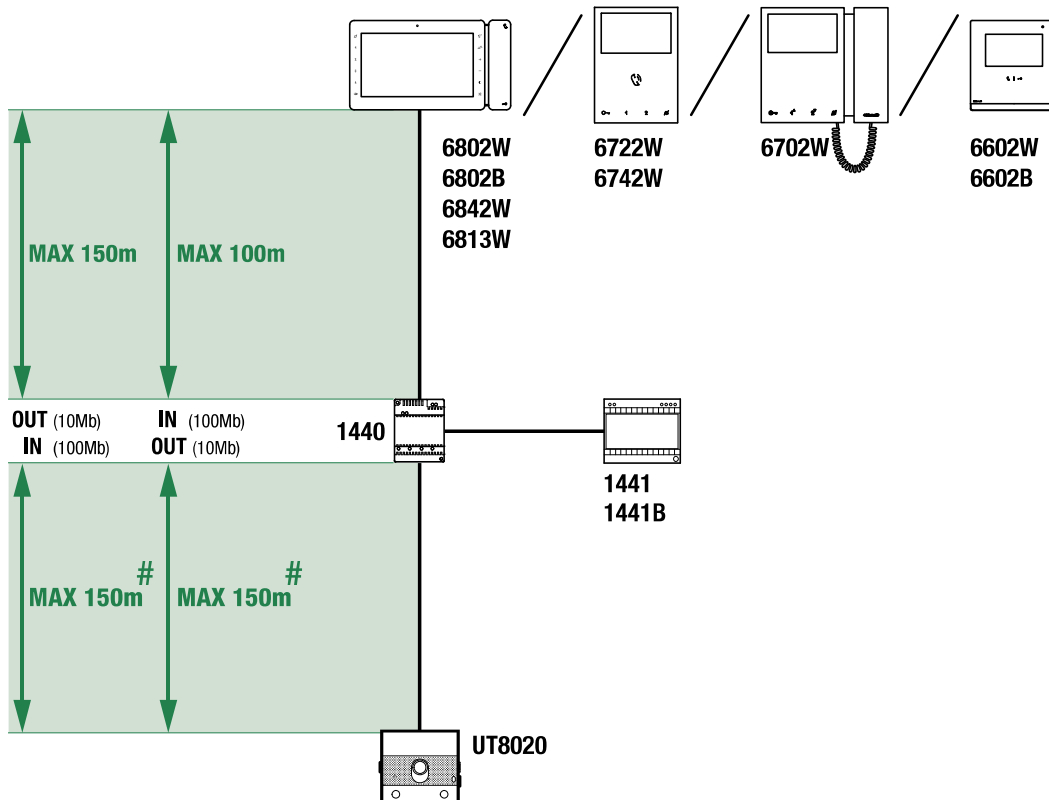 6802W
6802B
6842W
6813W
6722W
6742W
6702W
6602W
6602B
MAX 150m
MAX 100m
OUT (10Mb)
IN (100Mb)
IN (100Mb)
OUT (10Mb)
1440
1441
1441B
MAX 150m #
MAX 150m #
UT8020